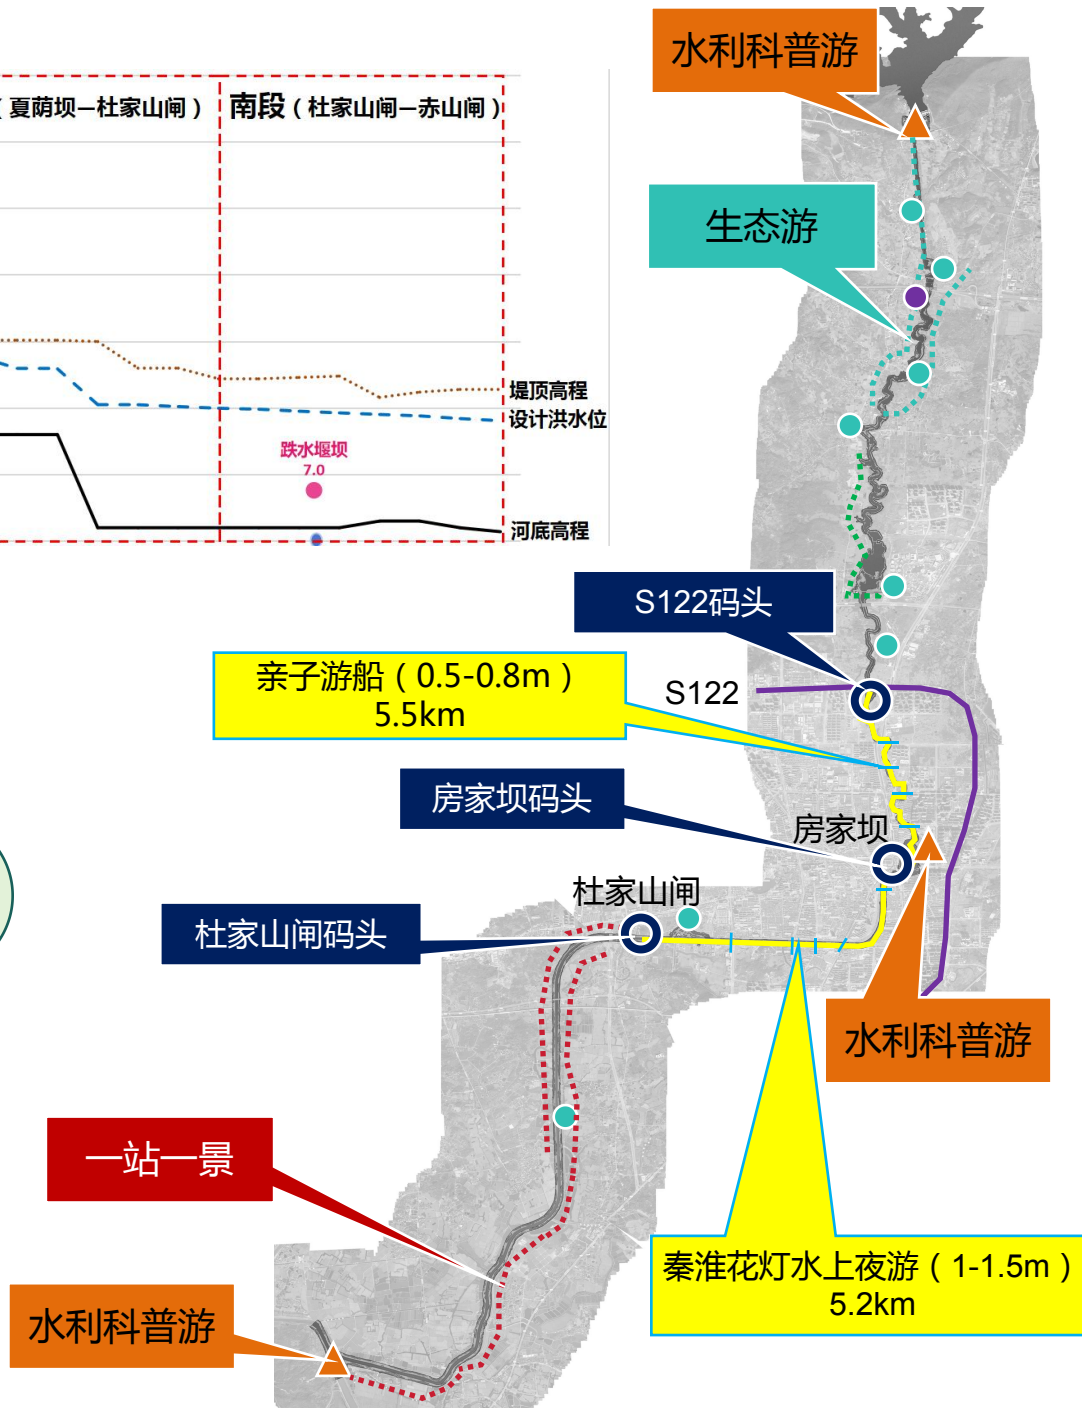 水利科普游
（夏荫坝—杜家山闸）
南段（杜家山闸—赤山闸）
生态游
堤顶高程
设计洪水位
跌水堰坝
7.0
河底高程
S122码头
亲子游船（0.5-0.8m）
5.5km
S122
房家坝码头
房家坝
杜家山闸
杜家山闸码头
水利科普游
一站一景
秦淮花灯水上夜游（1-1.5m）
5.2km
水利科普游